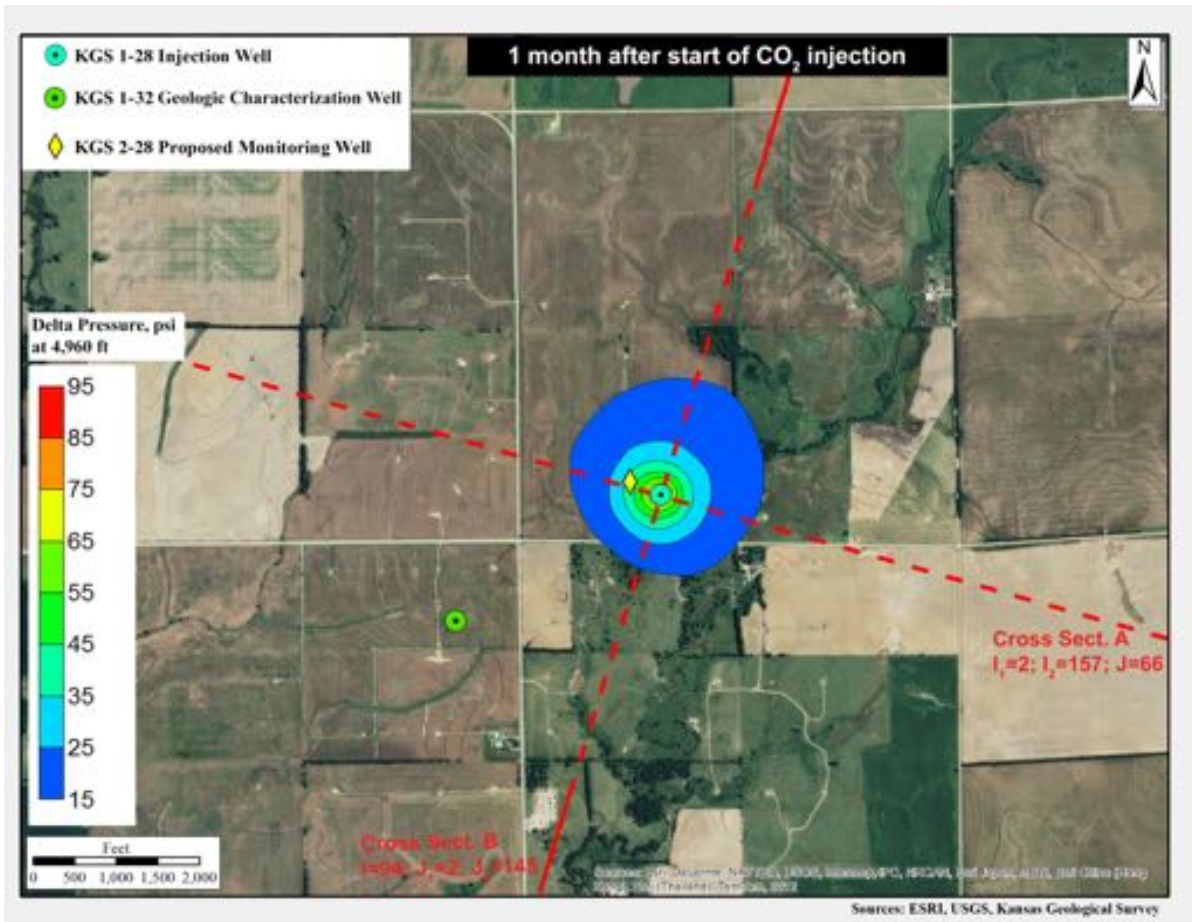 KGS 1-28 Injection Well
KGS 1-32 Geologic Characterization Well
KGS 2-28 Proposed Monitoring Well
1 month after start of CO₂ injection
N
Delta Pressure, psi
at 4,960 ft
95
85
75
65
55
45
35
25
15
Cross Sect. A
I₁=2; I₂=157; J=66
Cross Sect. B
Feet
0 500 1,000 1,500 2,000
Sources: ESRI, USGS, Kansas Geological Survey